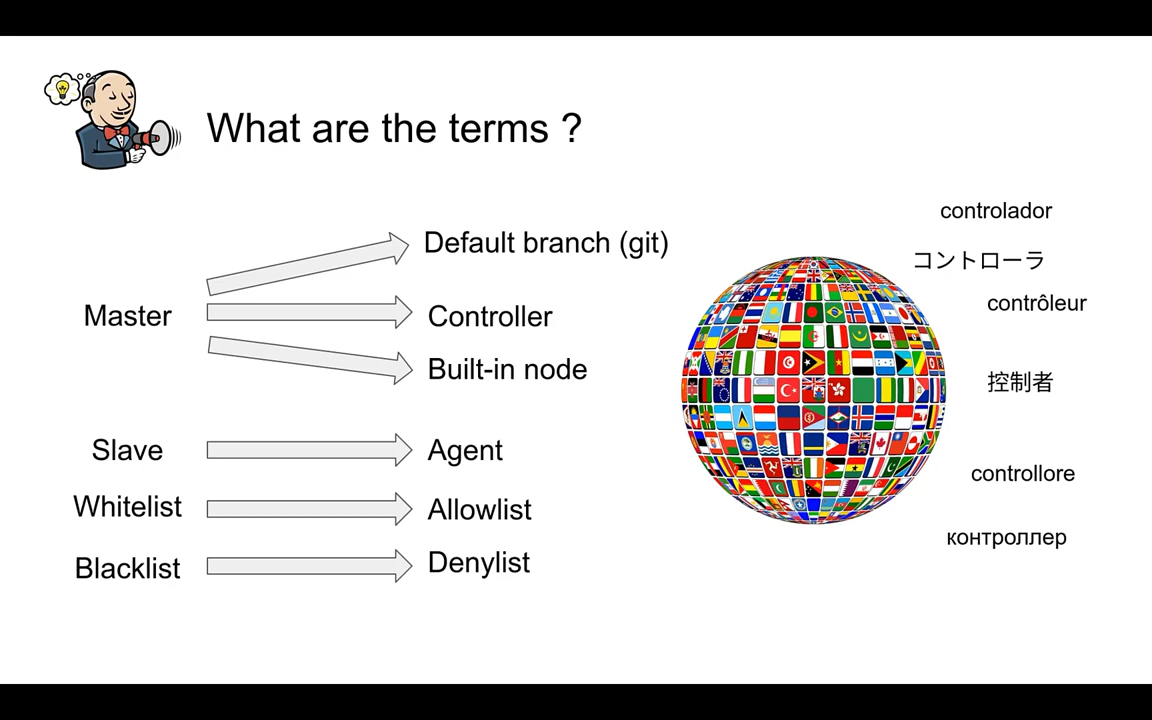 What are the terms ?
Master
Default branch (git)
Controller
Built-in node
Slave
Agent
Whitelist
Allowlist
Blacklist
Denylist
controlador
コントローラ
contrôleur
控制者
controllore
контроллер